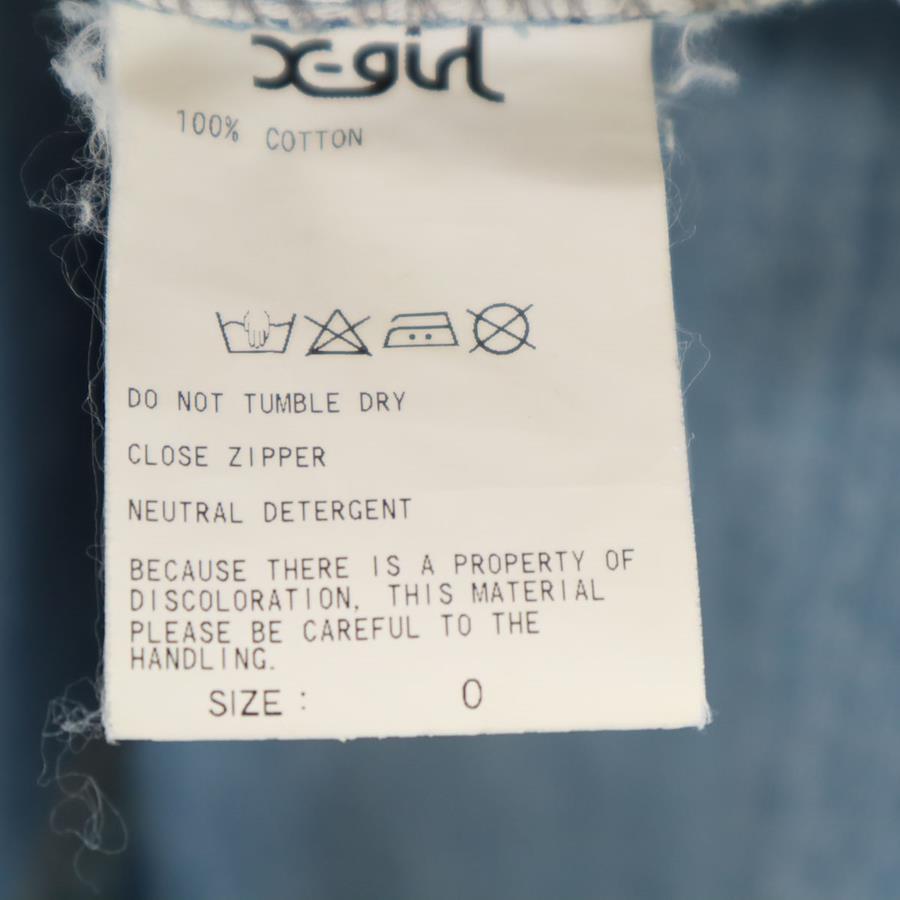 X-girl
100% COTTON
DO NOT TUMBLE DRY
CLOSE ZIPPER
NEUTRAL DETERGENT
BECAUSE THERE IS A PROPERTY OF
DISCOLORATION, THIS MATERIAL
PLEASE BE CAREFUL TO THE
HANDLING.
SIZE : 0